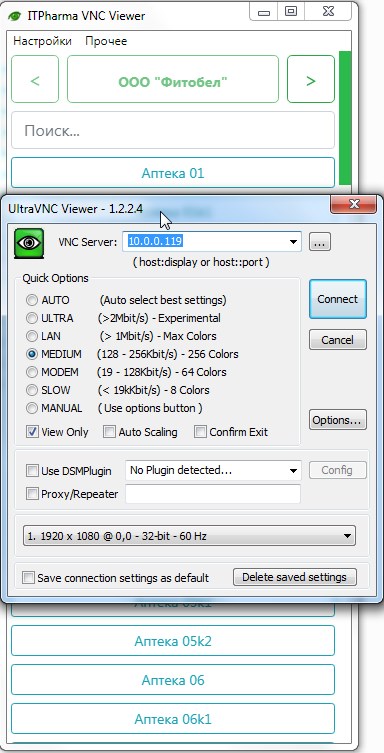 ITPharma VNC Viewer
Настройки Прочее
<
ООО "Фитобел"
>
Поиск...
Аптека 01
UltraVNC Viewer - 1.2.2.4
VNC Server: 10.0.0.119 ...
( host:display or host::port )
Quick Options
AUTO (Auto select best settings)
ULTRA (>2Mbit/s) - Experimental
LAN (> 1Mbit/s) - Max Colors
MEDIUM (128 - 256Kbit/s) - 256 Colors
MODEM (19 - 128Kbit/s) - 64 Colors
SLOW (< 19kKbit/s) - 8 Colors
MANUAL ( Use options button )
Connect
Cancel
Options...
View Only Auto Scaling Confirm Exit
Use DSMPlugin No Plugin detected... Config
Proxy/Repeater
1. 1920 x 1080 @ 0,0 - 32-bit - 60 Hz
Save connection settings as default Delete saved settings
Аптека 05k2
Аптека 06
Аптека 06k1